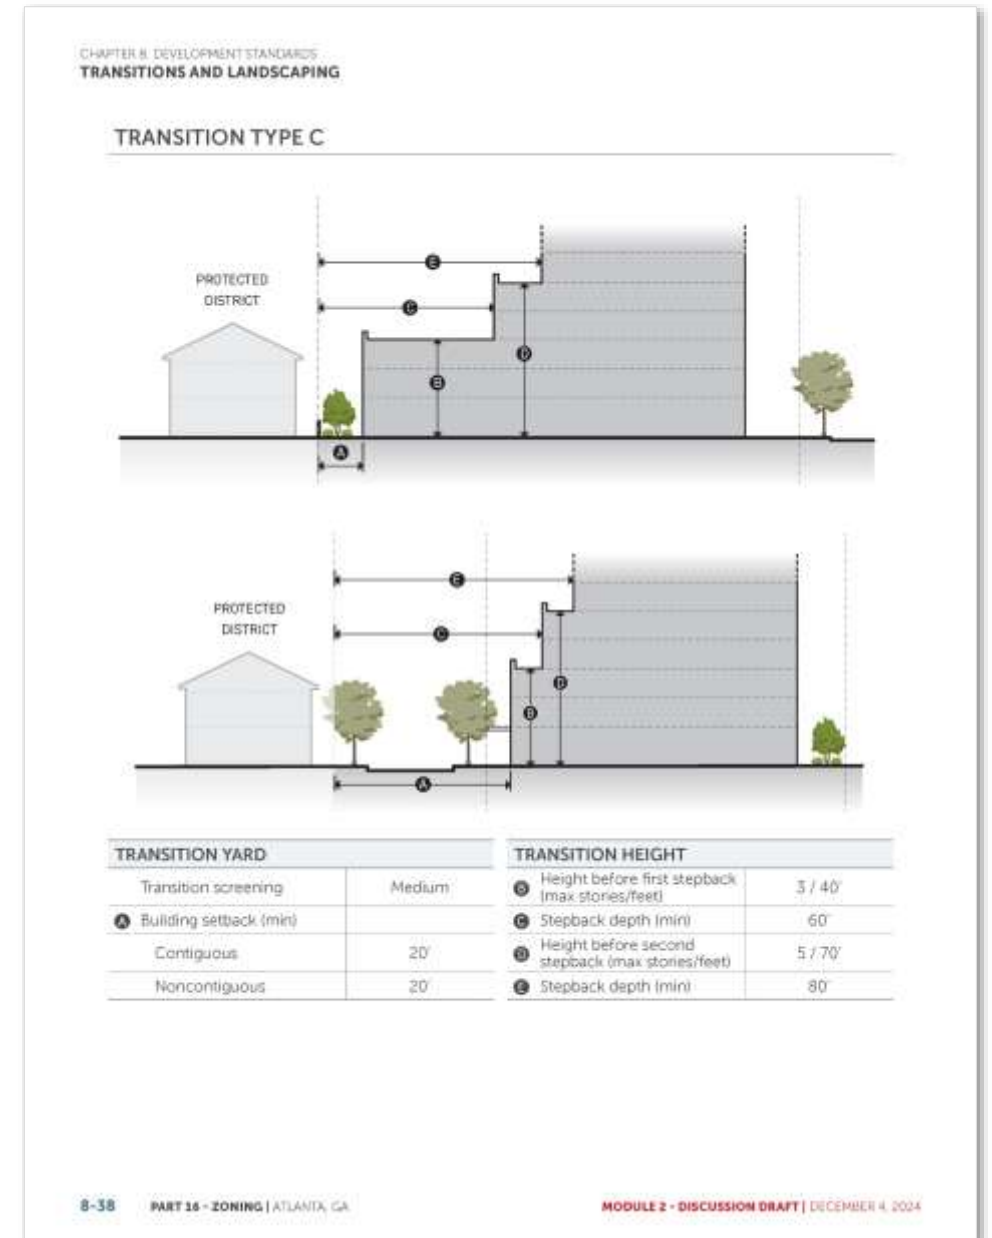 CHAPTER 8. DEVELOPMENT STANDARDS
TRANSITIONS AND LANDSCAPING
TRANSITION TYPE C
E
PROTECTED
DISTRICT
C
D
B
A
E
PROTECTED
DISTRICT
C
D
B
A
TRANSITION YARD
Transition screening Medium
A Building setback (min)
Contiguous 20'
Noncontiguous 20'
TRANSITION HEIGHT
B Height before first stepback
(max stories/feet) 3 / 40'
C Stepback depth (min) 60'
D Height before second
stepback (max stories/feet) 5 / 70'
E Stepback depth (min) 80'
8-38 PART 16 - ZONING | ATLANTA, GA
MODULE 2 - DISCUSSION DRAFT | DECEMBER 4, 2024